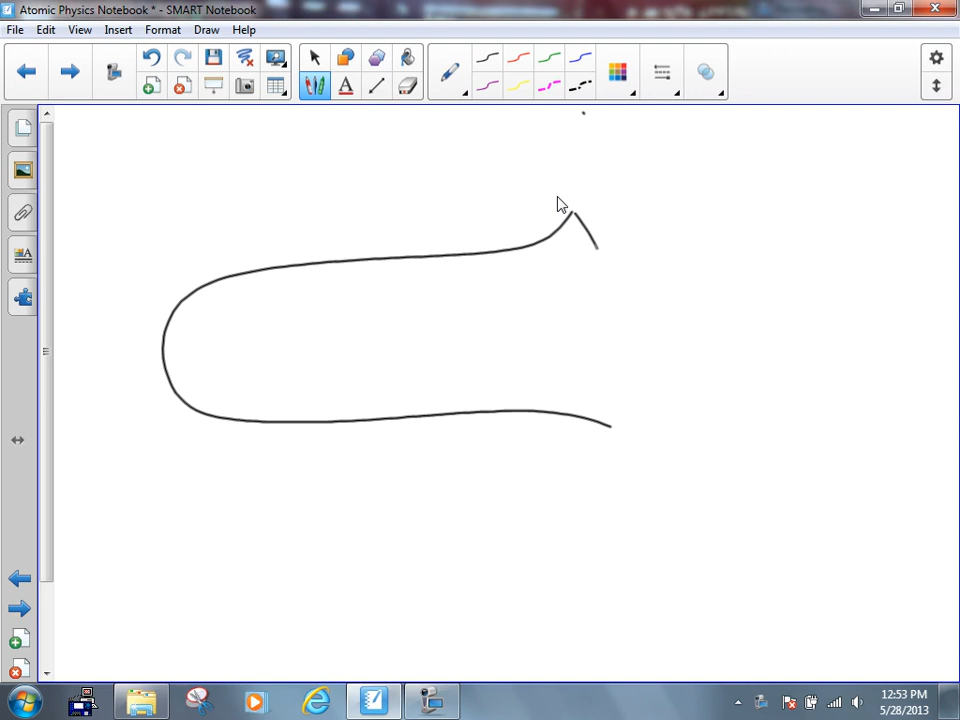 Atomic Physics Notebook * - SMART Notebook
File Edit View Insert Format Draw Help
12:53 PM
5/28/2013